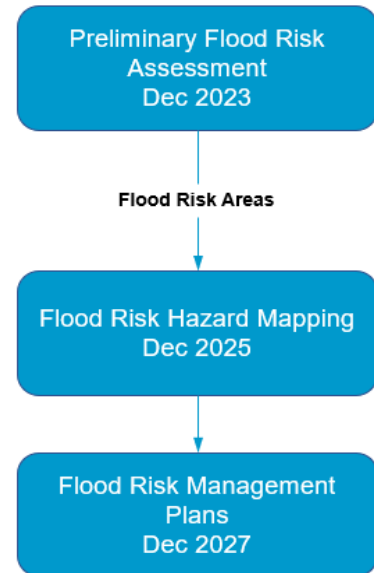 Preliminary Flood Risk
Assessment
Dec 2023
Flood Risk Areas
Flood Risk Hazard Mapping
Dec 2025
Flood Risk Management
Plans
Dec 2027